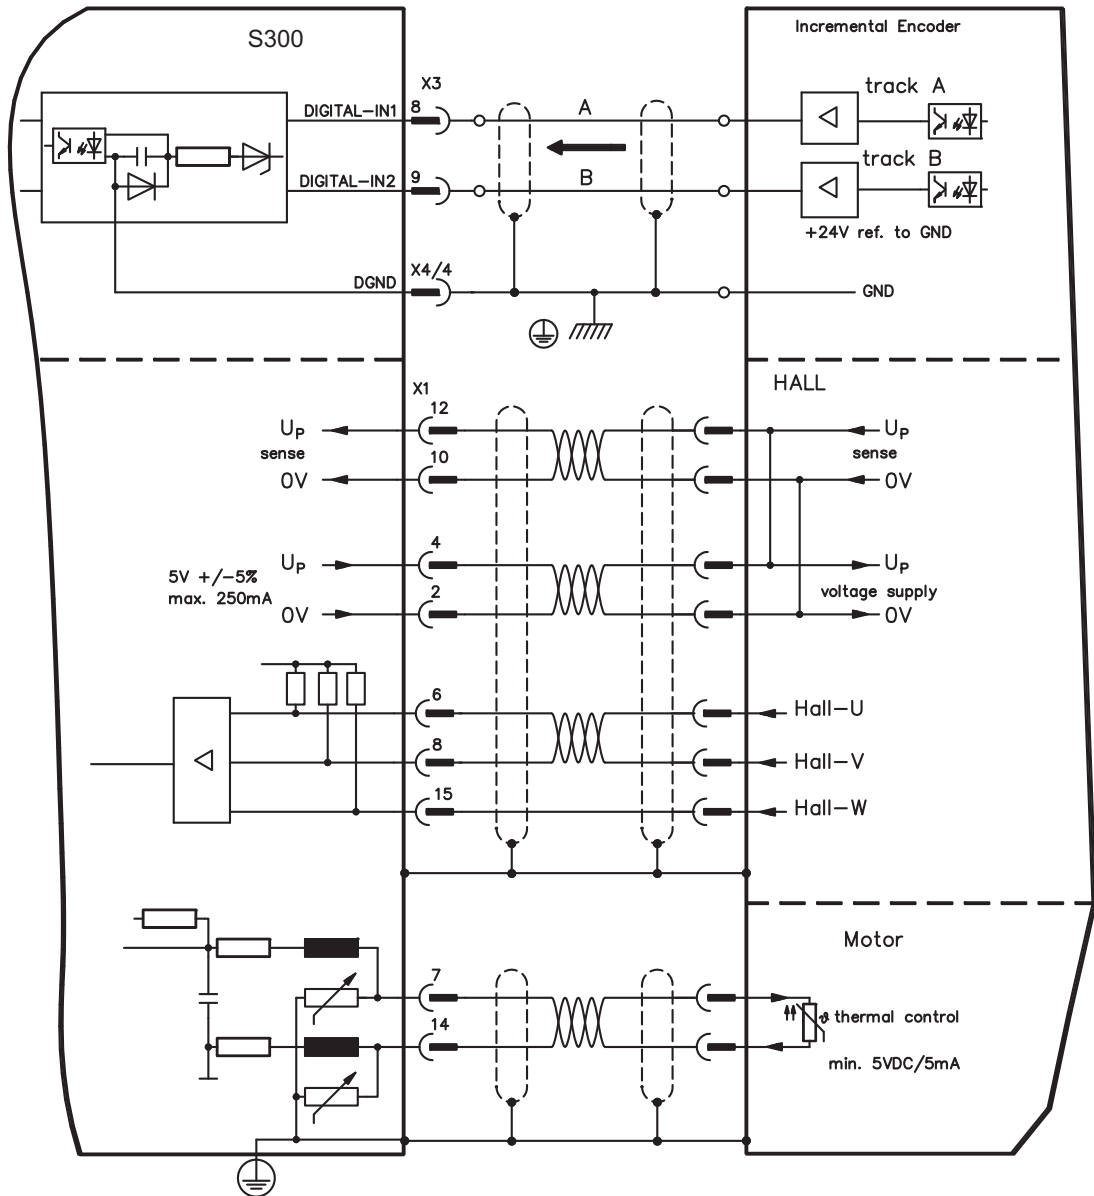 S300
Incremental Encoder
X3
DIGITAL-IN1
8
A
track A
DIGITAL-IN2
9
B
track B
+24V ref. to GND
X4/4
DGND
GND
HALL
X1
12
UP
sense
10
0V
UP
sense
0V
4
UP
5V +/-5%
max. 250mA
2
0V
UP
voltage supply
0V
6
Hall-U
8
Hall-V
15
Hall-W
Motor
7
14
ϑ thermal control
min. 5VDC/5mA